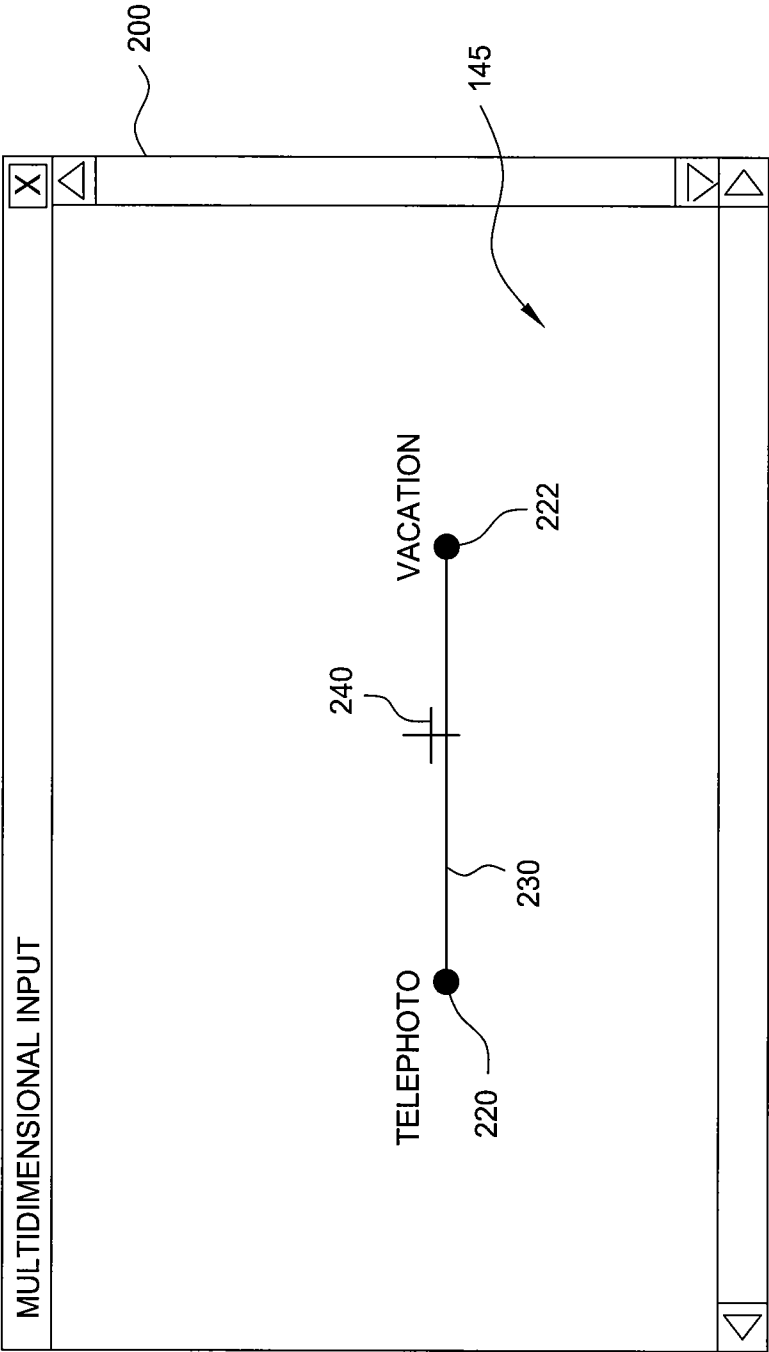 MULTIDIMENSIONAL INPUT
X
200
145
240
TELEPHOTO
VACATION
220
230
222